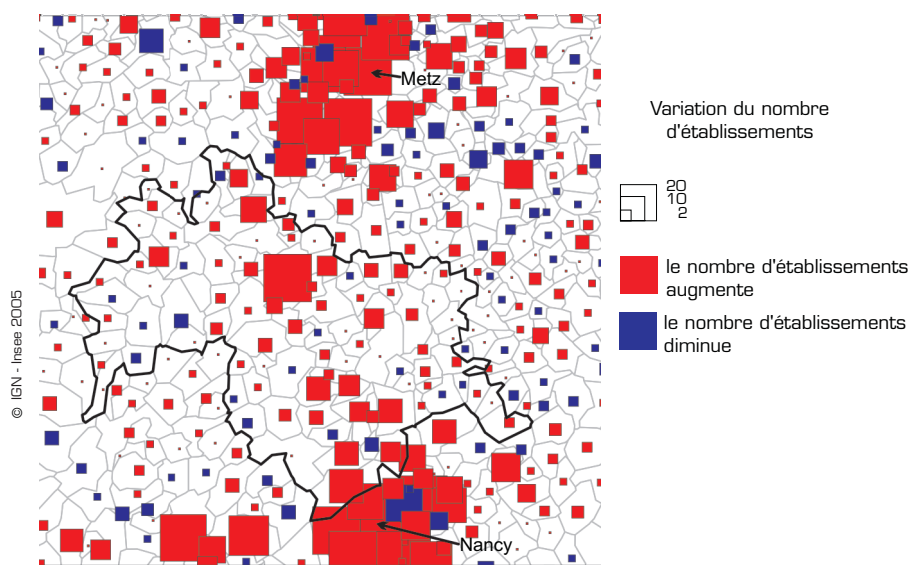 Metz
Nancy
© IGN - Insee 2005
Variation du nombre
d'établissements
20
10
2
le nombre d'établissements
augmente
le nombre d'établissements
diminue